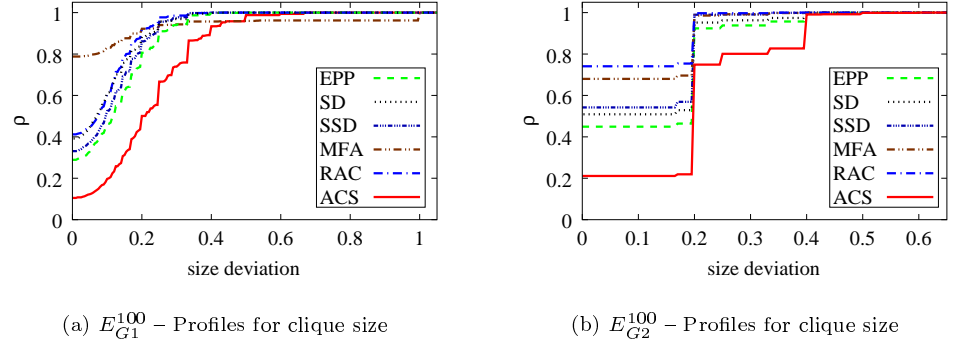 1
0.8
0.6
0.4
0.2
0
ρ
EPP
SD
SSD
MFA
RAC
ACS
0 0.2 0.4 0.6 0.8 1
size deviation
(a) E_{G1}^{100} – Profiles for clique size
1
0.8
0.6
0.4
0.2
0
ρ
EPP
SD
SSD
MFA
RAC
ACS
0 0.1 0.2 0.3 0.4 0.5 0.6
size deviation
(b) E_{G2}^{100} – Profiles for clique size